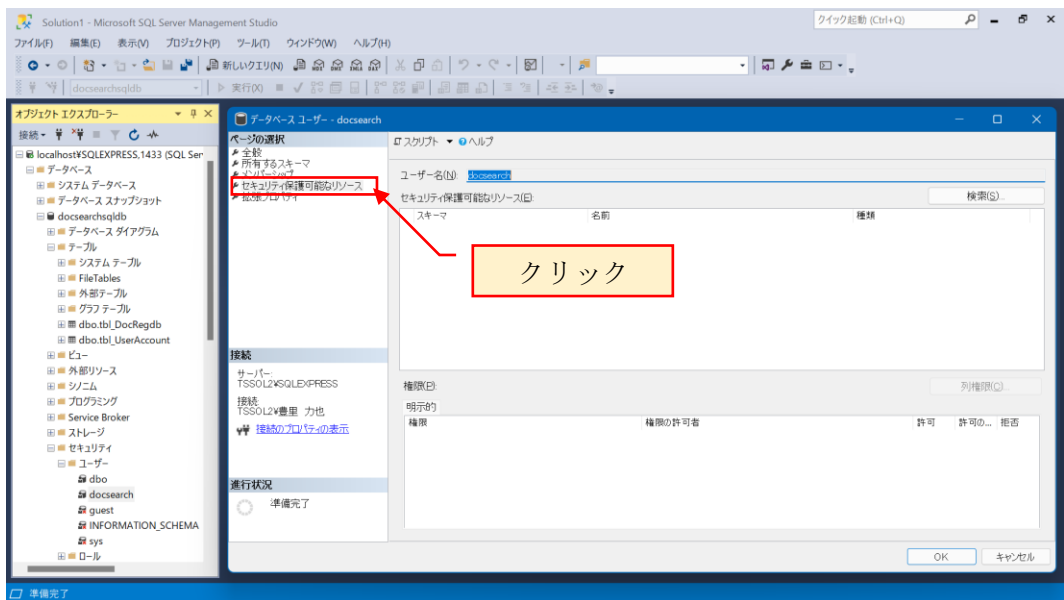 Solution1 - Microsoft SQL Server Management Studio
クイック起動 (Ctrl+Q)
ファイル(F) 編集(E) 表示(V) プロジェクト(P) ツール(T) ウィンドウ(W) ヘルプ(H)
新しいクエリ(N)
docsearchsqldb
実行(X)
オブジェクト エクスプローラー
接続
localhost¥SQLEXPRESS,1433 (SQL Ser
データベース
システム データベース
データベース スナップショット
docsearchsqldb
データベース ダイアグラム
テーブル
システム テーブル
FileTables
外部テーブル
グラフ テーブル
dbo.tbl_DocRegdb
dbo.tbl_UserAccount
ビュー
外部リソース
シノニム
プログラミング
Service Broker
ストレージ
セキュリティ
ユーザー
dbo
docsearch
guest
INFORMATION_SCHEMA
sys
ロール
データベース ユーザー - docsearch
ページの選択
全般
所有するスキーマ
メンバーシップ
セキュリティ保護可能なリソース
拡張プロパティ
接続
サーバー:
TSSOL2¥SQLEXPRESS
接続:
TSSOL2¥豊里 力也
接続のプロパティの表示
進行状況
準備完了
スクリプト ヘルプ
ユーザー名(N): docsearch
セキュリティ保護可能なリソース(E):
検索(S)...
スキーマ 名前 種類
クリック
権限(P):
列権限(C)...
明示的
権限 権限の許可者 許可 許可の... 拒否
OK キャンセル
準備完了